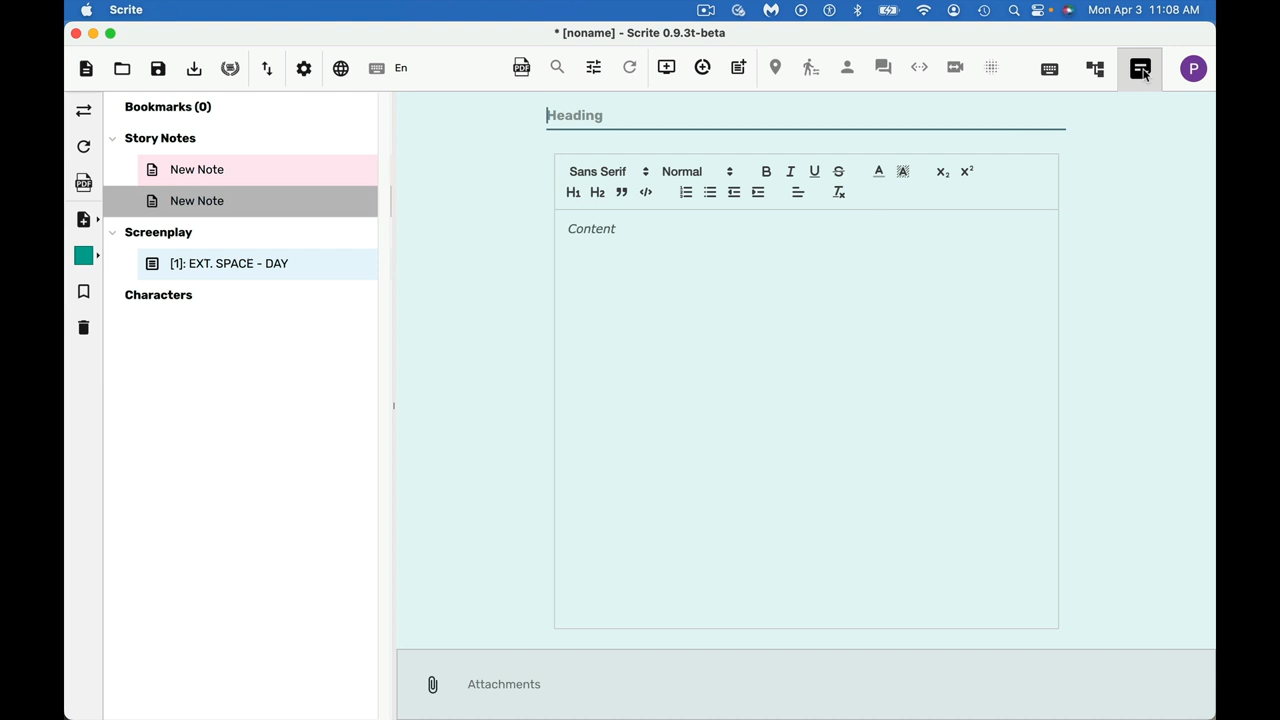 Scrite
Mon Apr 3 11:08 AM
* [noname] - Scrite 0.9.3t-beta
PDF
En
PDF
P
Bookmarks (0)
Story Notes
New Note
New Note
Screenplay
[1]: EXT. SPACE - DAY
Characters
Heading
Sans Serif Normal B I U S A A X₂ X²
H1 H2
Content
Attachments